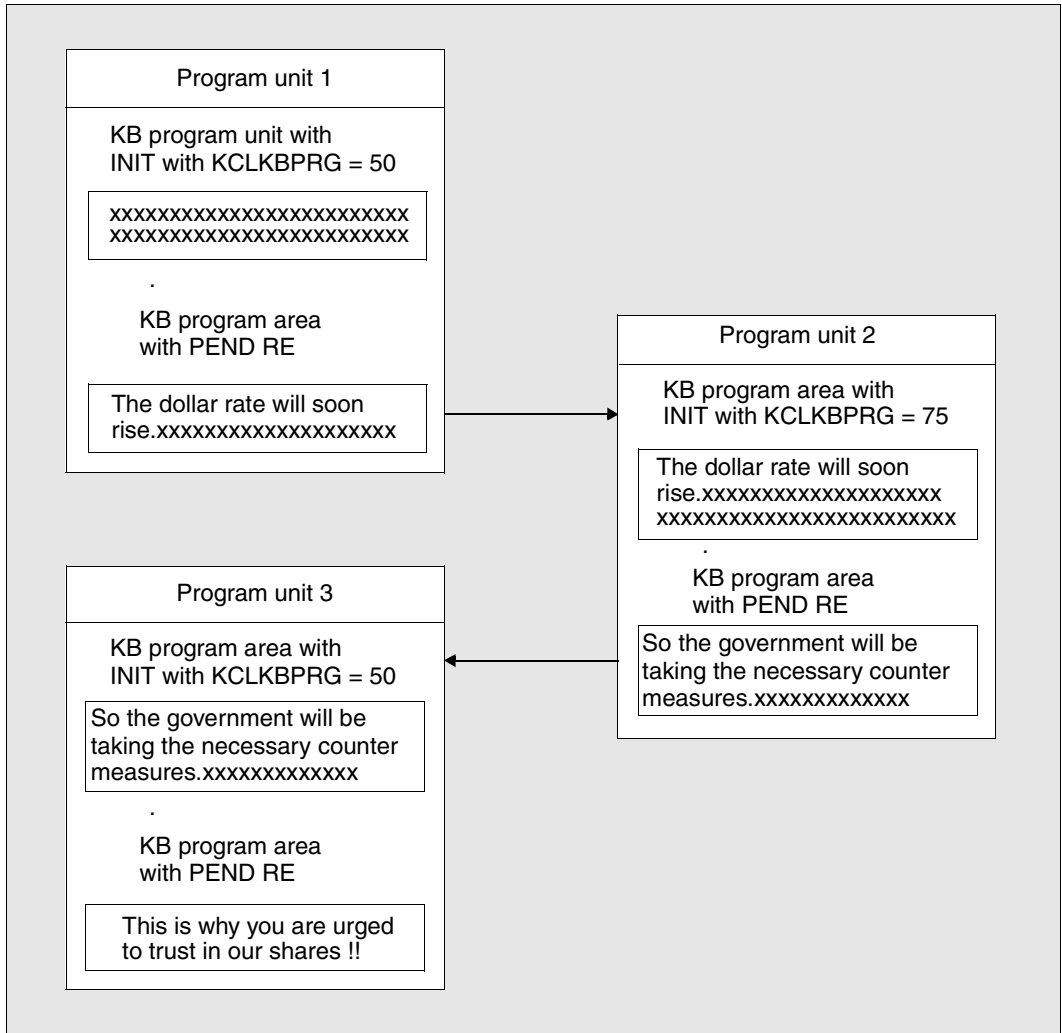 Program unit 1
KB program unit with
INIT with KCLKBPRG = 50
xxxxxxxxxxxxxxxxxxxxxxxxx
xxxxxxxxxxxxxxxxxxxxxxxxx
.
KB program area
with PEND RE
The dollar rate will soon
rise.xxxxxxxxxxxxxxxxxxxx
Program unit 2
KB program area with
INIT with KCLKBPRG = 75
The dollar rate will soon
rise.xxxxxxxxxxxxxxxxxxxx
xxxxxxxxxxxxxxxxxxxxxxxxx
.
KB program area
with PEND RE
So the government will be
taking the necessary counter
measures.xxxxxxxxxxxxx
Program unit 3
KB program area with
INIT with KCLKBPRG = 50
So the government will be
taking the necessary counter
measures.xxxxxxxxxxxxx
.
KB program area
with PEND RE
This is why you are urged
to trust in our shares !!